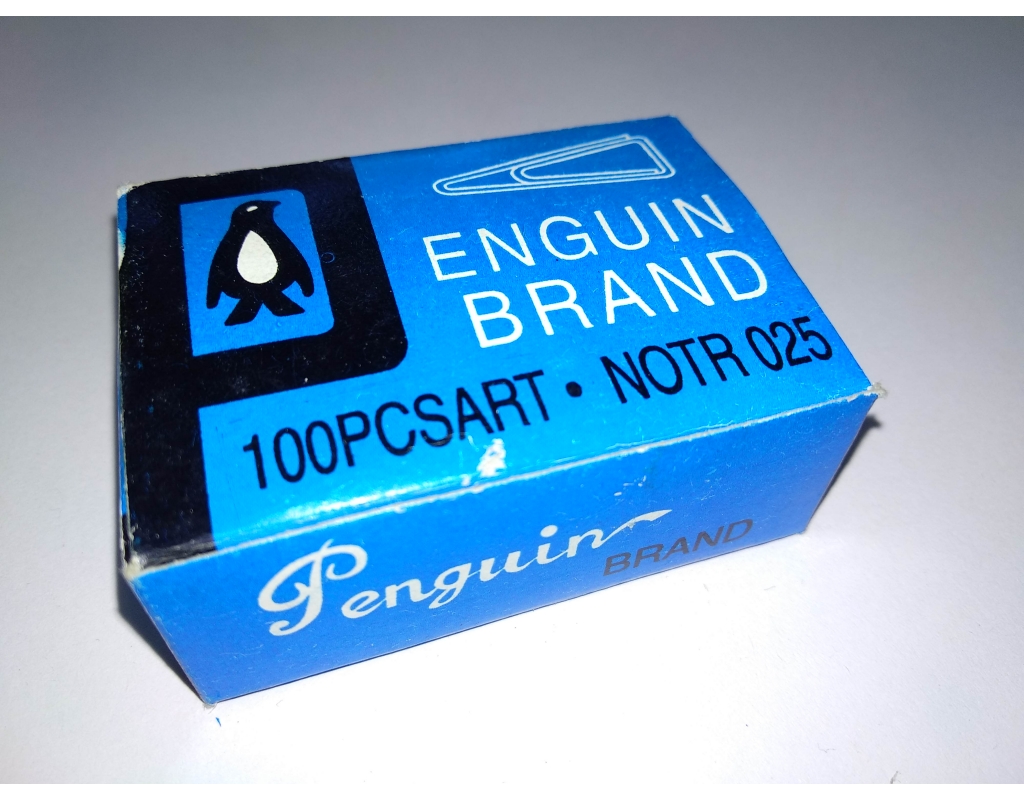 ENGUIN
BRAND
100PCSART • NOTR 025
Penguin BRAND